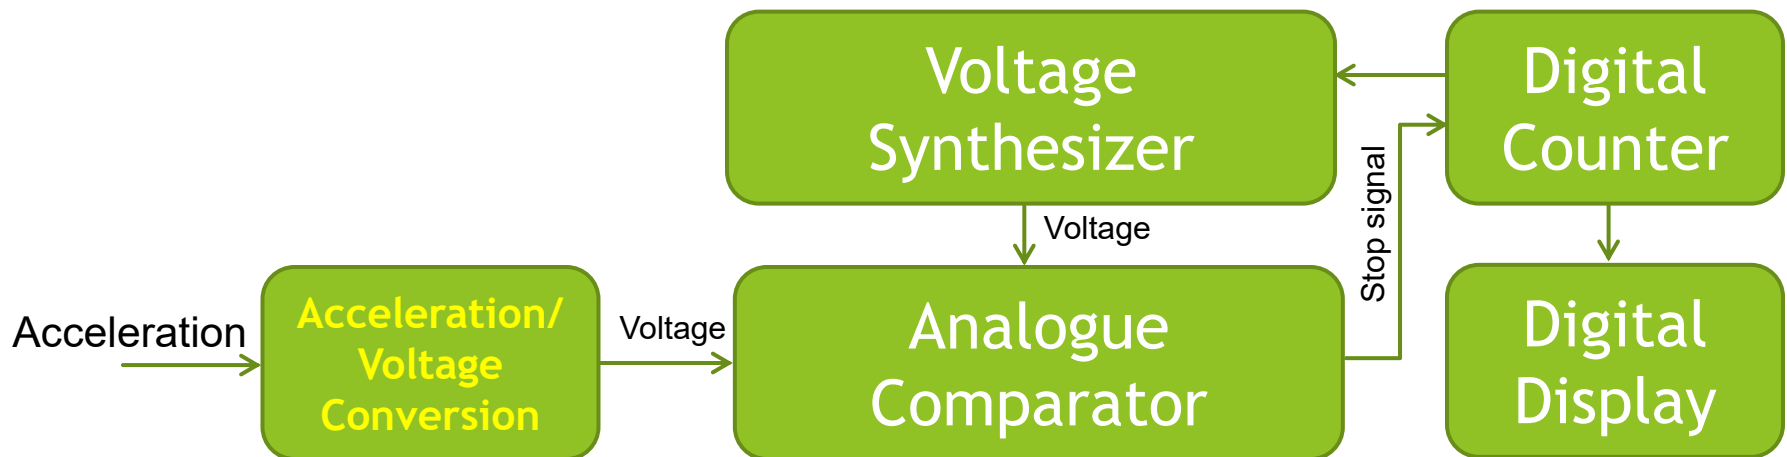 Voltage
Synthesizer
Digital
Counter
Voltage
Stop signal
Acceleration
Acceleration/
Voltage
Conversion
Voltage
Analogue
Comparator
Digital
Display